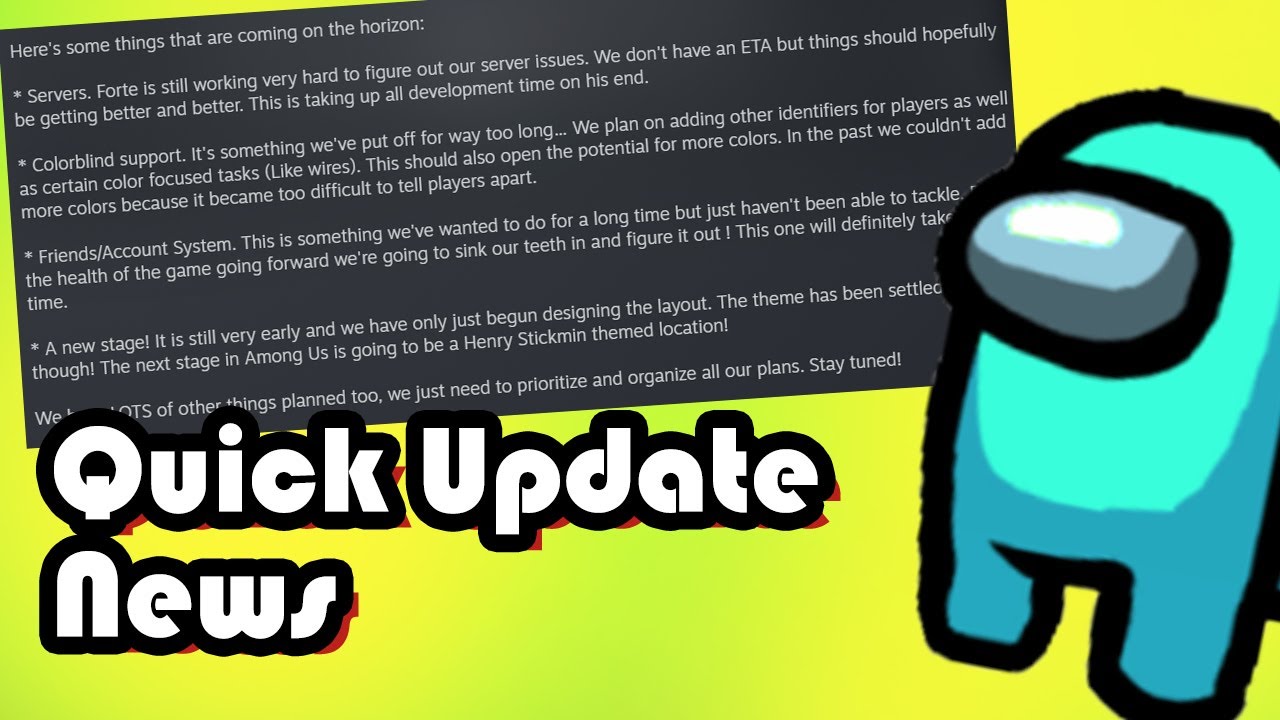 Here's some things that are coming on the horizon:
* Servers. Forte is still working very hard to figure out our server issues. We don't have an ETA but things should hopefully
be getting better and better. This is taking up all development time on his end.
* Colorblind support. It's something we've put off for way too long... We plan on adding other identifiers for players as well
as certain color focused tasks (Like wires). This should also open the potential for more colors. In the past we couldn't add
more colors because it became too difficult to tell players apart.
* Friends/Account System. This is something we've wanted to do for a long time but just haven't been able to tackle.
the health of the game going forward we're going to sink our teeth in and figure it out ! This one will definitely take
time.
* A new stage! It is still very early and we have only just begun designing the layout. The theme has been settled
though! The next stage in Among Us is going to be a Henry Stickmin themed location!
We LOTS of other things planned too, we just need to prioritize and organize all our plans. Stay tuned!
Quick Update
News